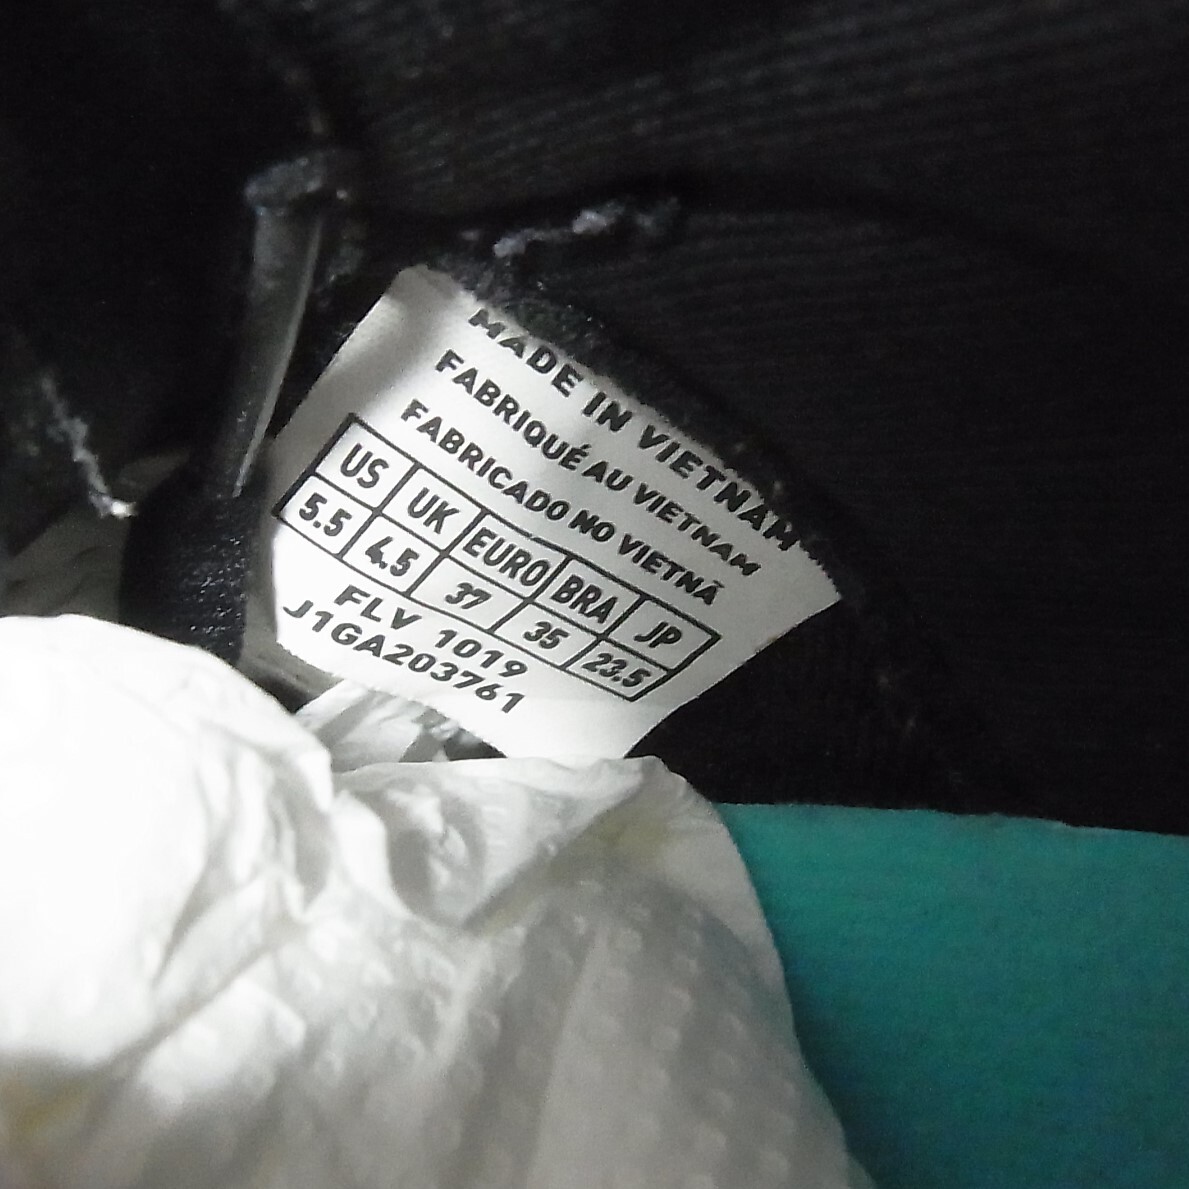 MADE IN VIETNAM
FABRIQUÉ AU VIETNAM
FABRICADO NO VIETNÃ
US UK EURO BRA JP
5.5 4.5 37 35 23.5
FLV 1019
J1GA203761